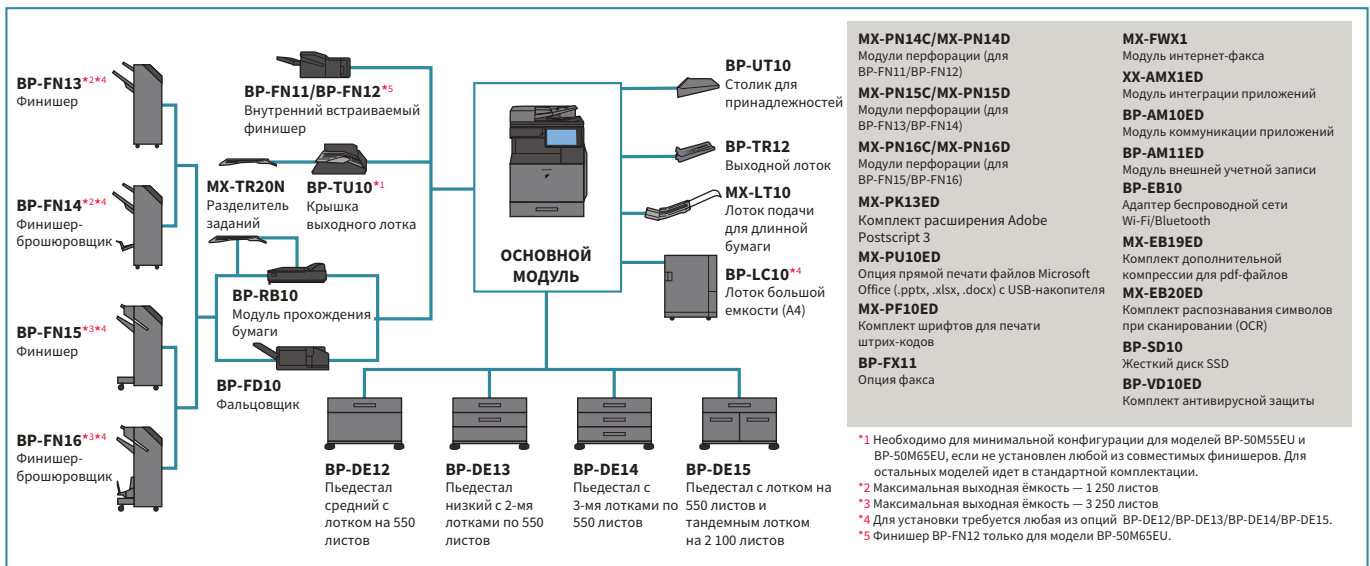 BP-FN13*2*4
Финишер
BP-FN14*2*4
Финишер-
брошюровщик
BP-FN15*3*4
Финишер
BP-FN16*3*4
Финишер-
брошюровщик
BP-FN11/BP-FN12*5
Внутренний встраиваемый
финишер
MX-TR20N
Разделитель
заданий
BP-TU10*1
Крышка
выходного лотка
BP-RB10
Модуль прохождения
бумаги
BP-FD10
Фальцовщик
ОСНОВНОЙ
МОДУЛЬ
BP-UT10
Столик для
принадлежностей
BP-TR12
Выходной лоток
MX-LT10
Лоток подачи
для длинной
бумаги
BP-LC10*4
Лоток большой
емкости (A4)
BP-DE12
Пьедестал
средний с
лотком на 550
листов
BP-DE13
Пьедестал
низкий с 2-мя
лотками по 550
листов
BP-DE14
Пьедестал с
3-мя лотками по
550 листов
BP-DE15
Пьедестал с лотком на
550 листов и
тандемным лотком
на 2 100 листов
MX-PN14C/MX-PN14D
Модули перфорации (для
BP-FN11/BP-FN12)
MX-PN15C/MX-PN15D
Модули перфорации (для
BP-FN13/BP-FN14)
MX-PN16C/MX-PN16D
Модули перфорации (для
BP-FN15/BP-FN16)
MX-PK13ED
Комплект расширения Adobe
Postscript 3
MX-PU10ED
Опция прямой печати файлов Microsoft
Office (.pptx, .xlsx, .docx) с USB-накопителя
MX-PF10ED
Комплект шрифтов для печати
штрих-кодов
BP-FX11
Опция факса
MX-FWX1
Модуль интернет-факса
XX-AMX1ED
Модуль интеграции приложений
BP-AM10ED
Модуль коммуникации приложений
BP-AM11ED
Модуль внешней учетной записи
BP-EB10
Адаптер беспроводной сети
Wi-Fi/Bluetooth
MX-EB19ED
Комплект дополнительной
компрессии для pdf-файлов
MX-EB20ED
Комплект распознавания символов
при сканировании (OCR)
BP-SD10
Жесткий диск SSD
BP-VD10ED
Комплект антивирусной защиты
*1 Необходимо для минимальной конфигурации для моделей BP-50M55EU и
BP-50M65EU, если не установлен любой из совместимых финишеров. Для
остальных моделей идет в стандартной комплектации.
*2 Максимальная выходная ёмкость — 1 250 листов
*3 Максимальная выходная ёмкость — 3 250 листов
*4 Для установки требуется любая из опций BP-DE12/BP-DE13/BP-DE14/BP-DE15.
*5 Финишер BP-FN12 только для модели BP-50M65EU.